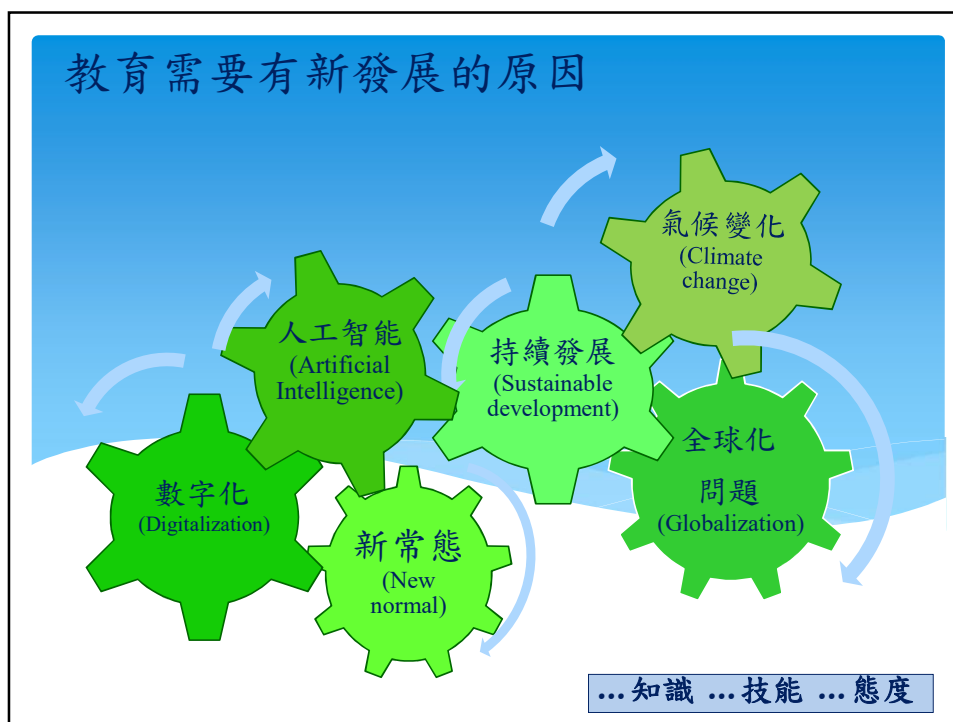 教育需要有新發展的原因
氣候變化
(Climate
change)
人工智能
(Artificial
Intelligence)
持續發展
(Sustainable
development)
全球化
問題
(Globalization)
數字化
(Digitalization)
新常態
(New
normal)
...知識 ...技能 ...態度